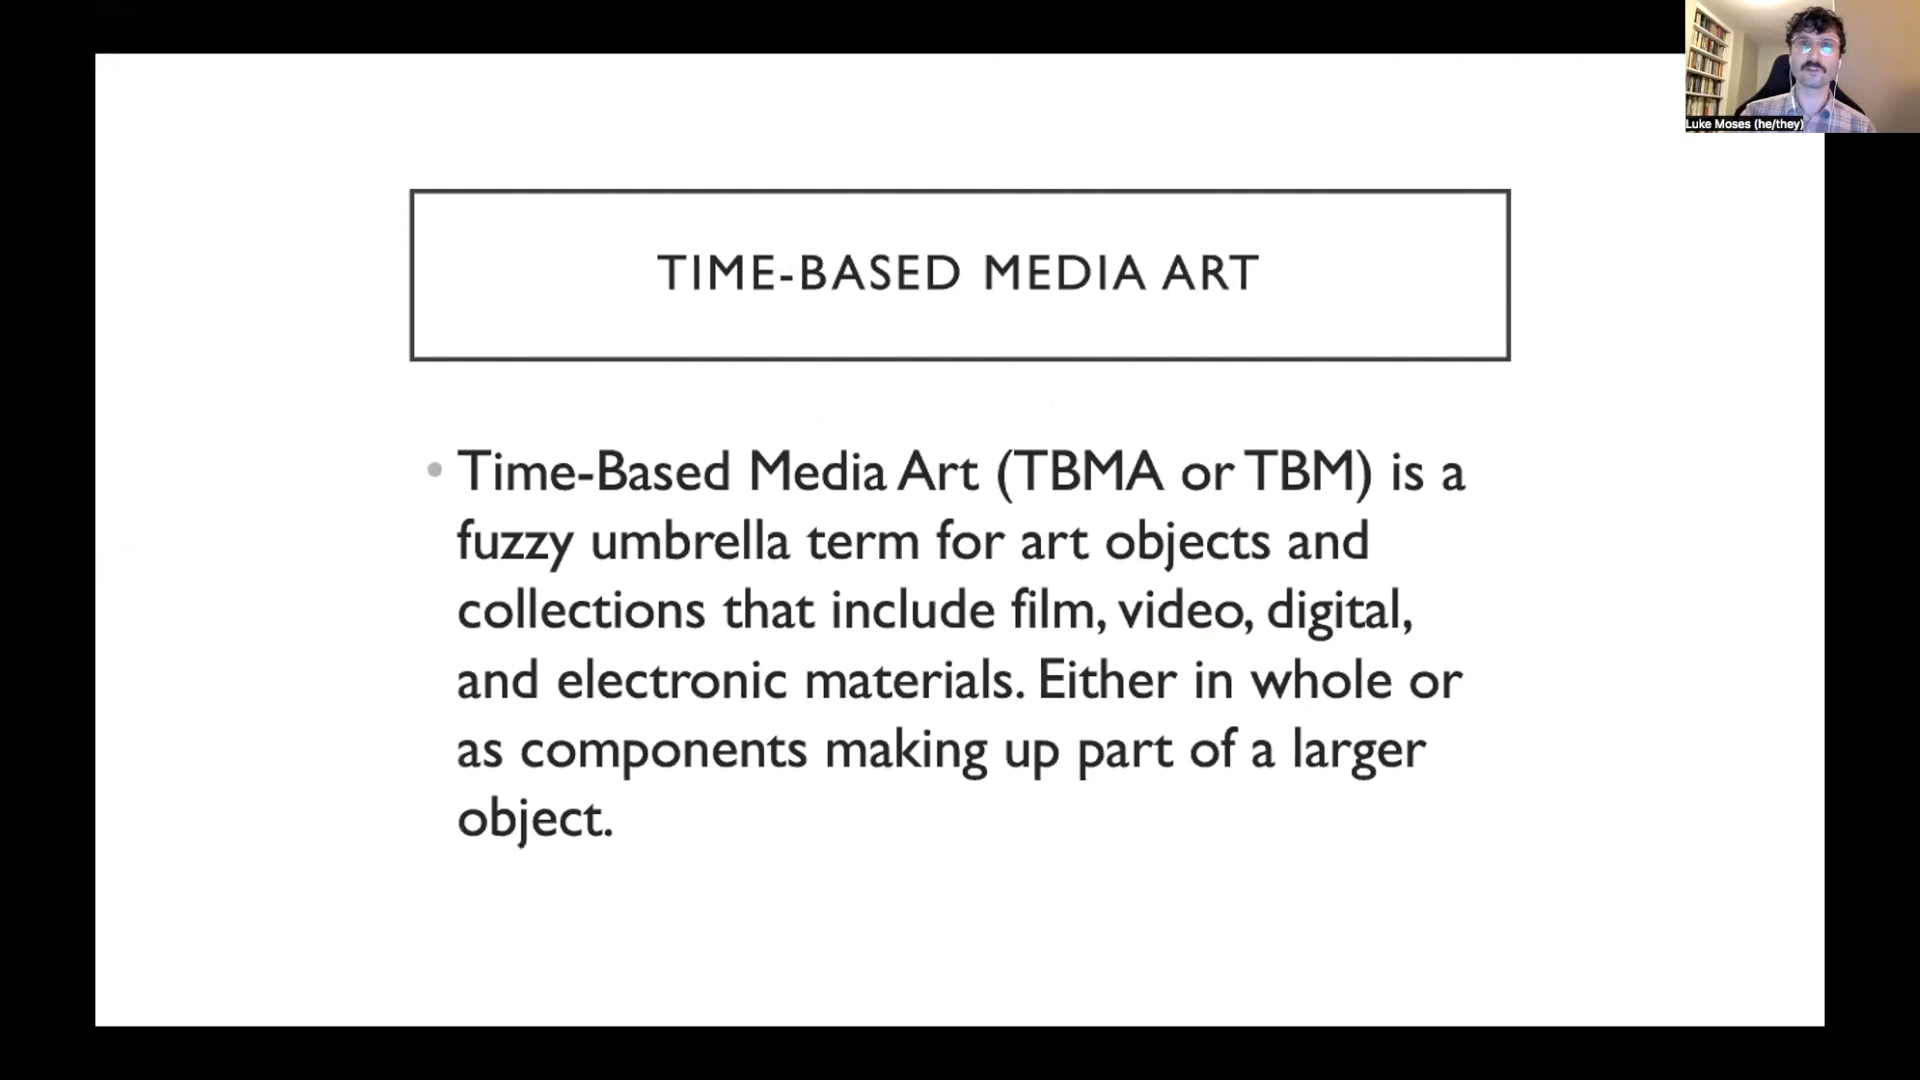 Luke Moses (he/they)
TIME-BASED MEDIA ART
• Time-Based Media Art (TBMA or TBM) is a
fuzzy umbrella term for art objects and
collections that include film, video, digital,
and electronic materials. Either in whole or
as components making up part of a larger
object.